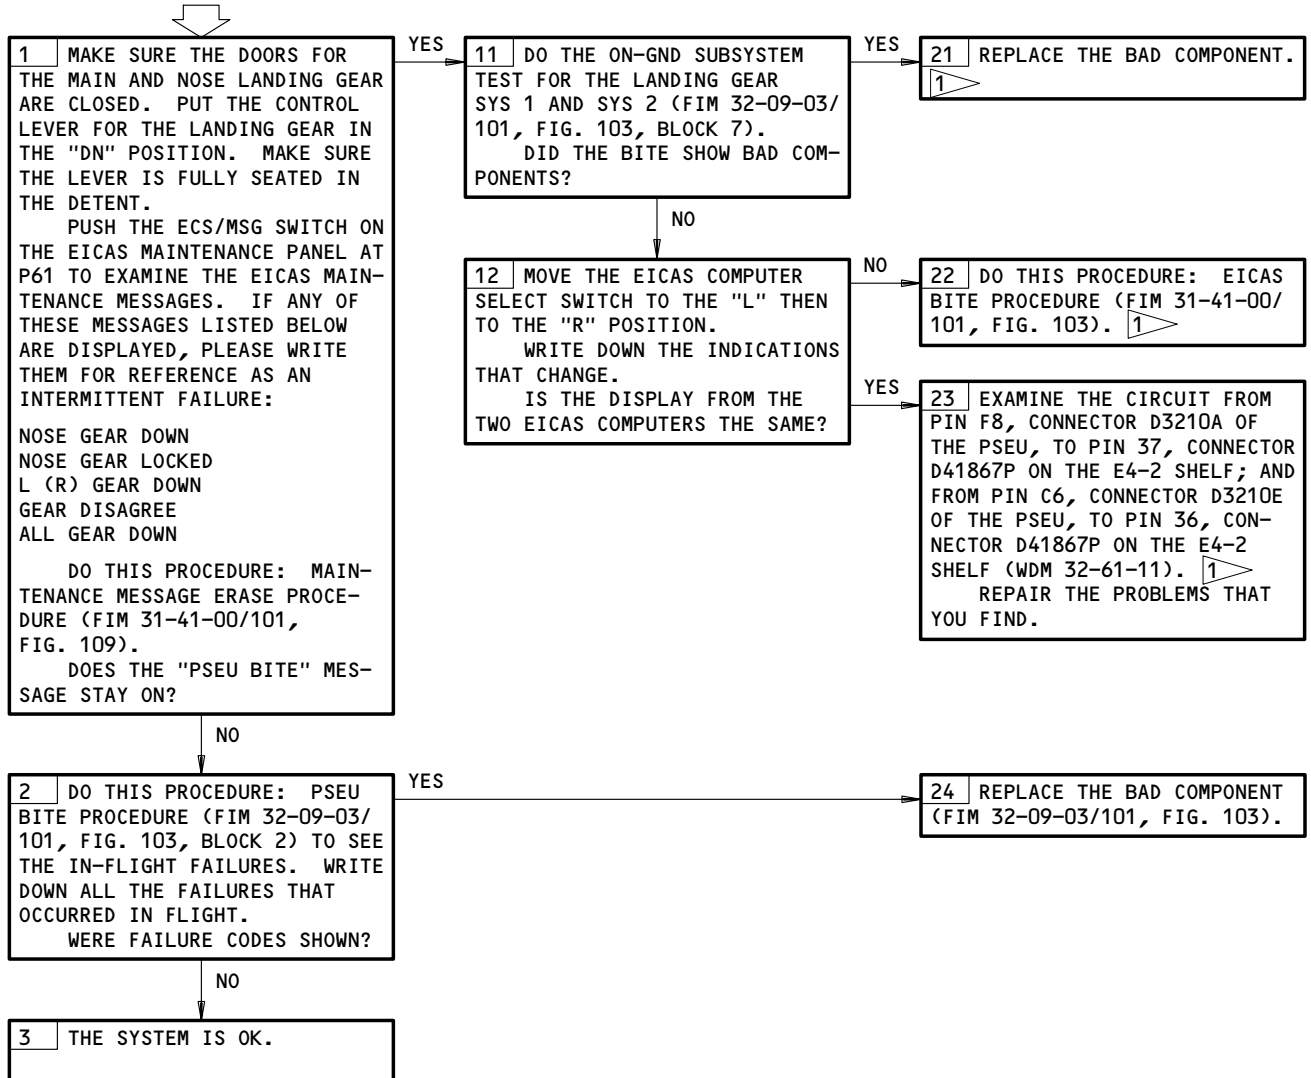 1 MAKE SURE THE DOORS FOR
THE MAIN AND NOSE LANDING GEAR
ARE CLOSED. PUT THE CONTROL
LEVER FOR THE LANDING GEAR IN
THE "DN" POSITION. MAKE SURE
THE LEVER IS FULLY SEATED IN
THE DETENT.
PUSH THE ECS/MSG SWITCH ON
THE EICAS MAINTENANCE PANEL AT
P61 TO EXAMINE THE EICAS MAIN-
TENANCE MESSAGES. IF ANY OF
THESE MESSAGES LISTED BELOW
ARE DISPLAYED, PLEASE WRITE
THEM FOR REFERENCE AS AN
INTERMITTENT FAILURE:
NOSE GEAR DOWN
NOSE GEAR LOCKED
L (R) GEAR DOWN
GEAR DISAGREE
ALL GEAR DOWN
DO THIS PROCEDURE: MAIN-
TENANCE MESSAGE ERASE PROCE-
DURE (FIM 31-41-00/101,
FIG. 109).
DOES THE "PSEU BITE" MES-
SAGE STAY ON?
YES
11 DO THE ON-GND SUBSYSTEM
TEST FOR THE LANDING GEAR
SYS 1 AND SYS 2 (FIM 32-09-03/
101, FIG. 103, BLOCK 7).
DID THE BITE SHOW BAD COM-
PONENTS?
YES
21 REPLACE THE BAD COMPONENT.
1
NO
12 MOVE THE EICAS COMPUTER
SELECT SWITCH TO THE "L" THEN
TO THE "R" POSITION.
WRITE DOWN THE INDICATIONS
THAT CHANGE.
IS THE DISPLAY FROM THE
TWO EICAS COMPUTERS THE SAME?
NO
22 DO THIS PROCEDURE: EICAS
BITE PROCEDURE (FIM 31-41-00/
101, FIG. 103). 1
YES
23 EXAMINE THE CIRCUIT FROM
PIN F8, CONNECTOR D3210A OF
THE PSEU, TO PIN 37, CONNECTOR
D41867P ON THE E4-2 SHELF; AND
FROM PIN C6, CONNECTOR D3210E
OF THE PSEU, TO PIN 36, CON-
NECTOR D41867P ON THE E4-2
SHELF (WDM 32-61-11). 1
REPAIR THE PROBLEMS THAT
YOU FIND.
NO
2 DO THIS PROCEDURE: PSEU
BITE PROCEDURE (FIM 32-09-03/
101, FIG. 103, BLOCK 2) TO SEE
THE IN-FLIGHT FAILURES. WRITE
DOWN ALL THE FAILURES THAT
OCCURRED IN FLIGHT.
WERE FAILURE CODES SHOWN?
YES
24 REPLACE THE BAD COMPONENT
(FIM 32-09-03/101, FIG. 103).
NO
3 THE SYSTEM IS OK.